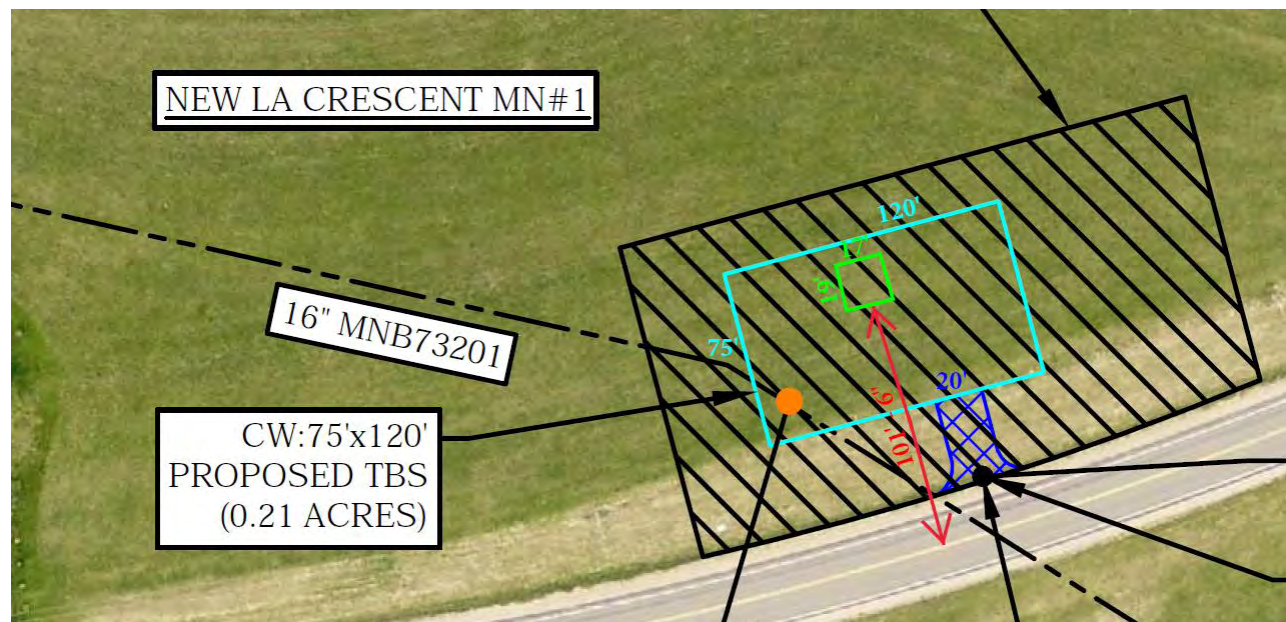 NEW LA CRESCENT MN#1
120'
17'
16'
75'
16" MNB73201
20'
101'- 6"
CW:75'x120'
PROPOSED TBS
(0.21 ACRES)